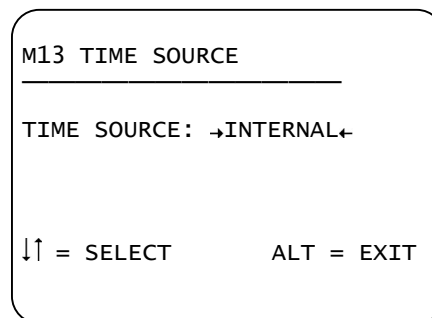 M13 TIME SOURCE
TIME SOURCE: →INTERNAL←
↓↑ = SELECT ALT = EXIT